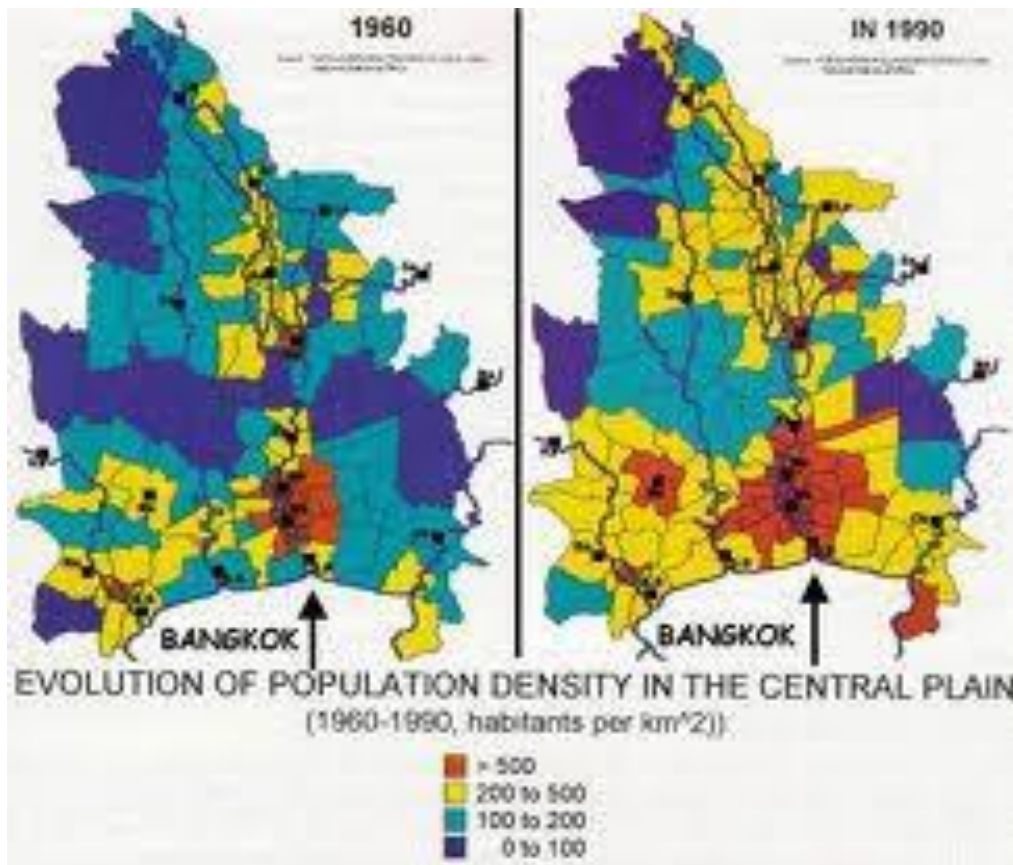 1960
IN 1990
BANGKOK
BANGKOK
EVOLUTION OF POPULATION DENSITY IN THE CENTRAL PLAIN
(1960-1990, habitants per km^2))
> 500
200 to 500
100 to 200
0 to 100